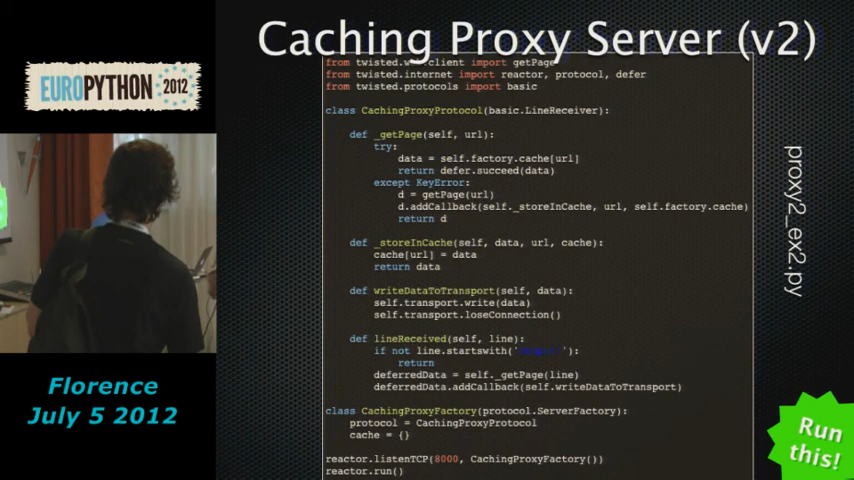 Caching Proxy Server (v2)
EUROPYTHON 2012
from twisted.web.client import getPage
from twisted.internet import reactor, protocol, defer
from twisted.protocols import basic
class CachingProxyProtocol(basic.LineReceiver):
def _getPage(self, url):
try:
data = self.factory.cache[url]
return defer.succeed(data)
except KeyError:
d = getPage(url)
d.addCallback(self._storeInCache, url, self.factory.cache)
return d
def _storeInCache(self, data, url, cache):
cache[url] = data
return data
def writeDataToTransport(self, data):
self.transport.write(data)
self.transport.loseConnection()
def lineReceived(self, line):
if not line.startswith('
'):
return
deferredData = self._getPage(line)
deferredData.addCallback(self.writeDataToTransport)
class CachingProxyFactory(protocol.ServerFactory):
protocol = CachingProxyProtocol
cache = {}
reactor.listenTCP(8000, CachingProxyFactory())
reactor.run()
proxy2_ex2.py
Florence
July 5 2012
Run
this!